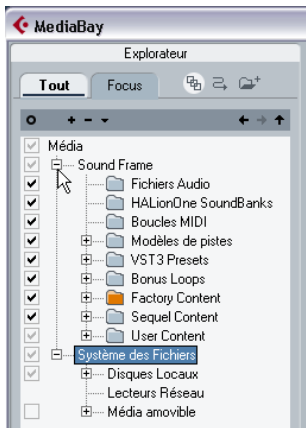 MediaBay
Explorateur
Tout Focus
Média
Sound Frame
Fichiers Audio
HALionOne SoundBanks
Boucles MIDI
Modèles de pistes
VST3 Presets
Bonus Loops
Factory Content
Sequel Content
User Content
Système des Fichiers
Disques Locaux
Lecteurs Réseau
Média amovible